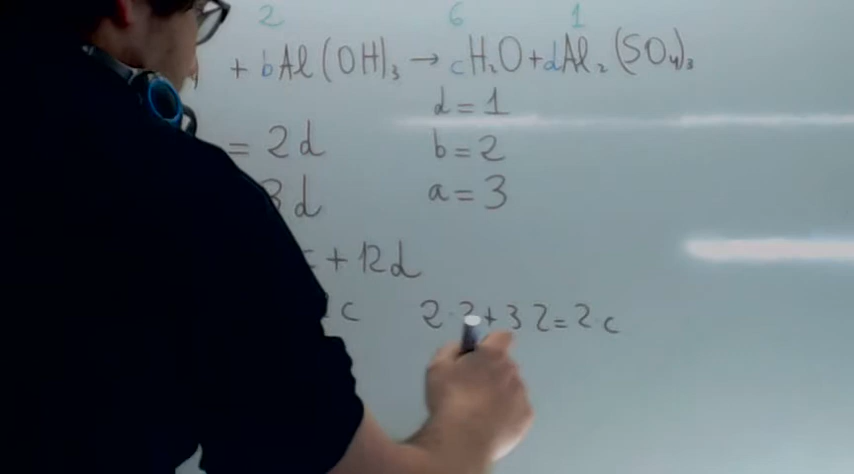 2 6 1
+ bAl(OH)₃ → cH₂O + dAl₂(SO₄)₃
d = 1
= 2d b = 2
3d a = 3
+ 12d
c 2·3 + 3 2 = 2·c